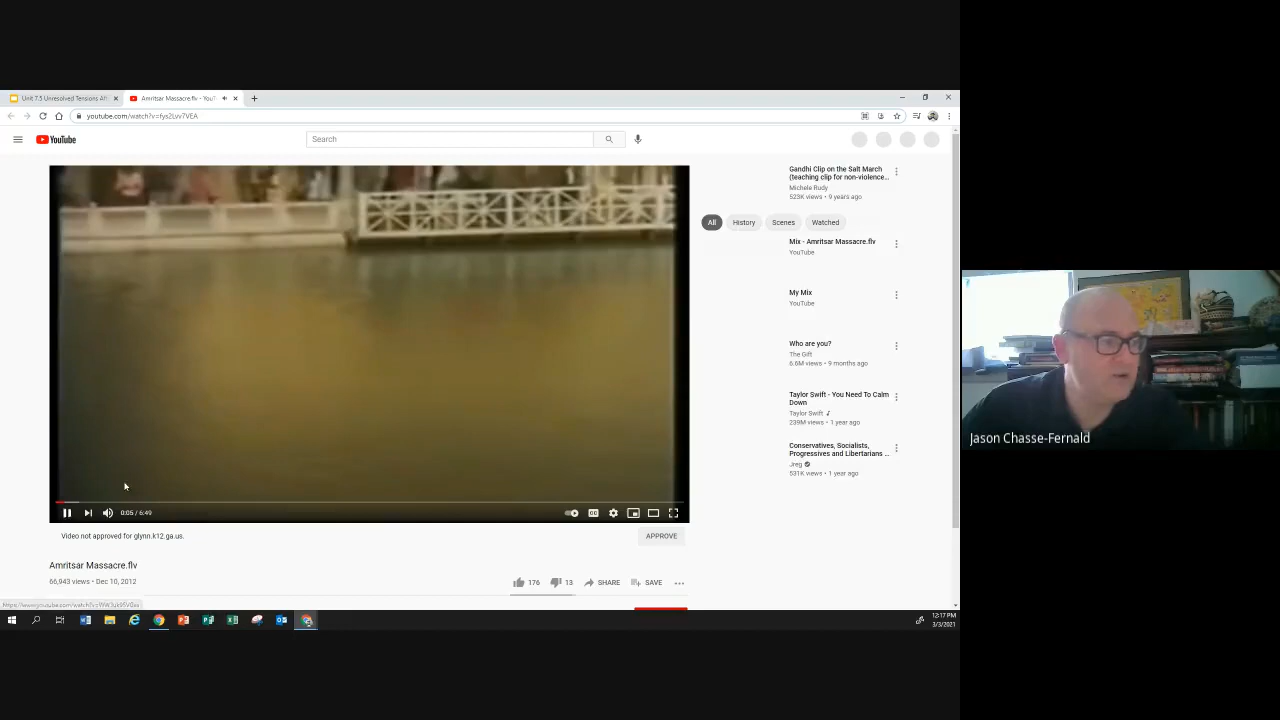 Unit 7.5 Unresolved Tensions Aft
Amritsar Massacre.flv - YouT
youtube.com/watch?v=fys2Lvv7VEA
YouTube
Search
Gandhi Clip on the Salt March
(teaching clip for non-violence...
Michele Rudy
523K views • 9 years ago
All
History
Scenes
Watched
Mix - Amritsar Massacre.flv
YouTube
My Mix
YouTube
Who are you?
The Gift
6.6M views • 9 months ago
Taylor Swift - You Need To Calm
Down
Taylor Swift
239M views • 1 year ago
Conservatives, Socialists,
Progressives and Libertarians ...
Jreg
531K views • 1 year ago
Jason Chasse-Fernald
0:05 / 6:49
Video not approved for glynn.k12.ga.us.
APPROVE
Amritsar Massacre.flv
66,943 views • Dec 10, 2012
176
13
SHARE
SAVE
12:17 PM
3/3/2021